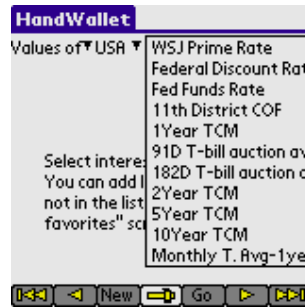 HandWallet
Values of USA
WSJ Prime Rate
Federal Discount Rat
Fed Funds Rate
11th District COF
1Year TCM
91D T-bill auction av
182D T-bill auction
2Year TCM
5Year TCM
10Year TCM
Monthly T. Avg-1ye
Select interes
You can add
not in the list
favorites" sc
New Go